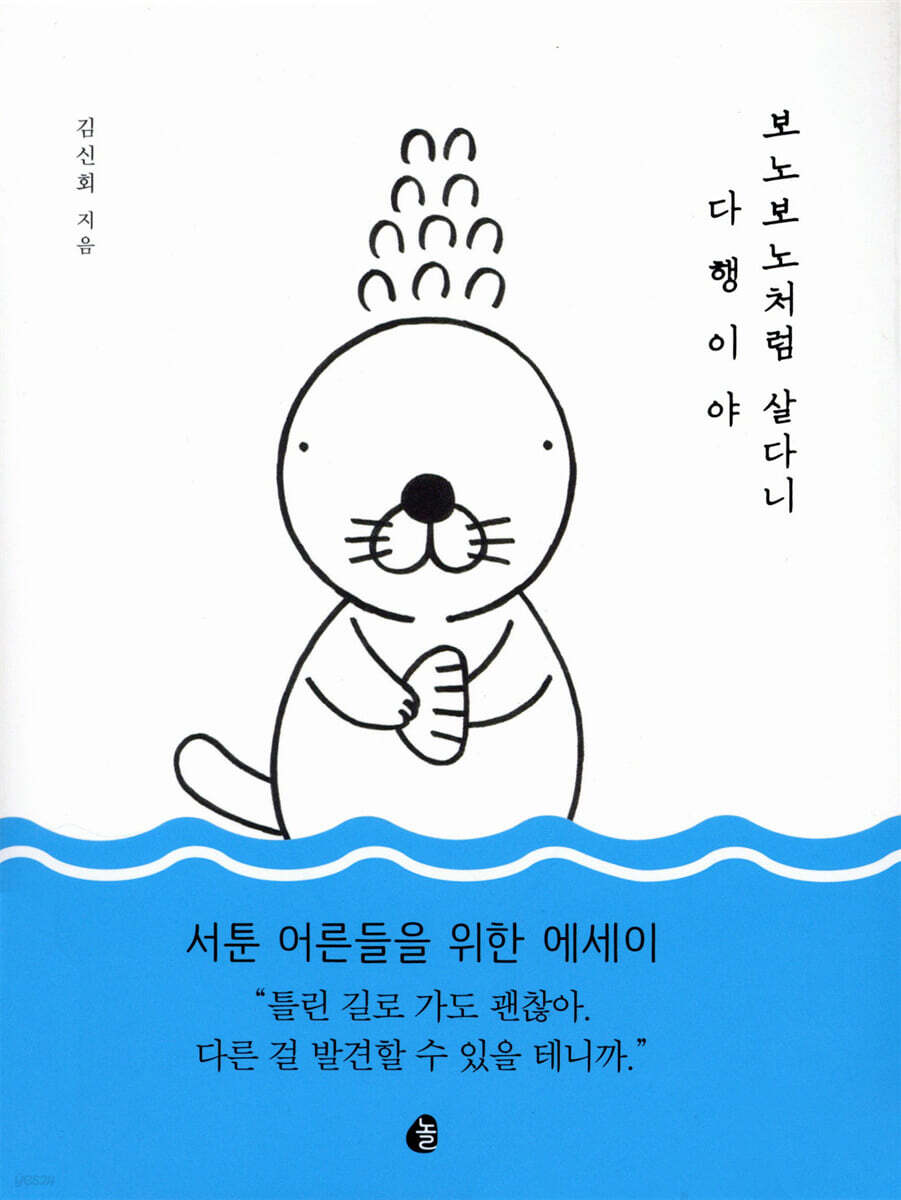 보노보노처럼 살다니
다행이야
김신회 지음
서툰 어른들을 위한 에세이
“틀린 길로 가도 괜찮아.
다른 걸 발견할 수 있을 테니까.”
놀
yes24